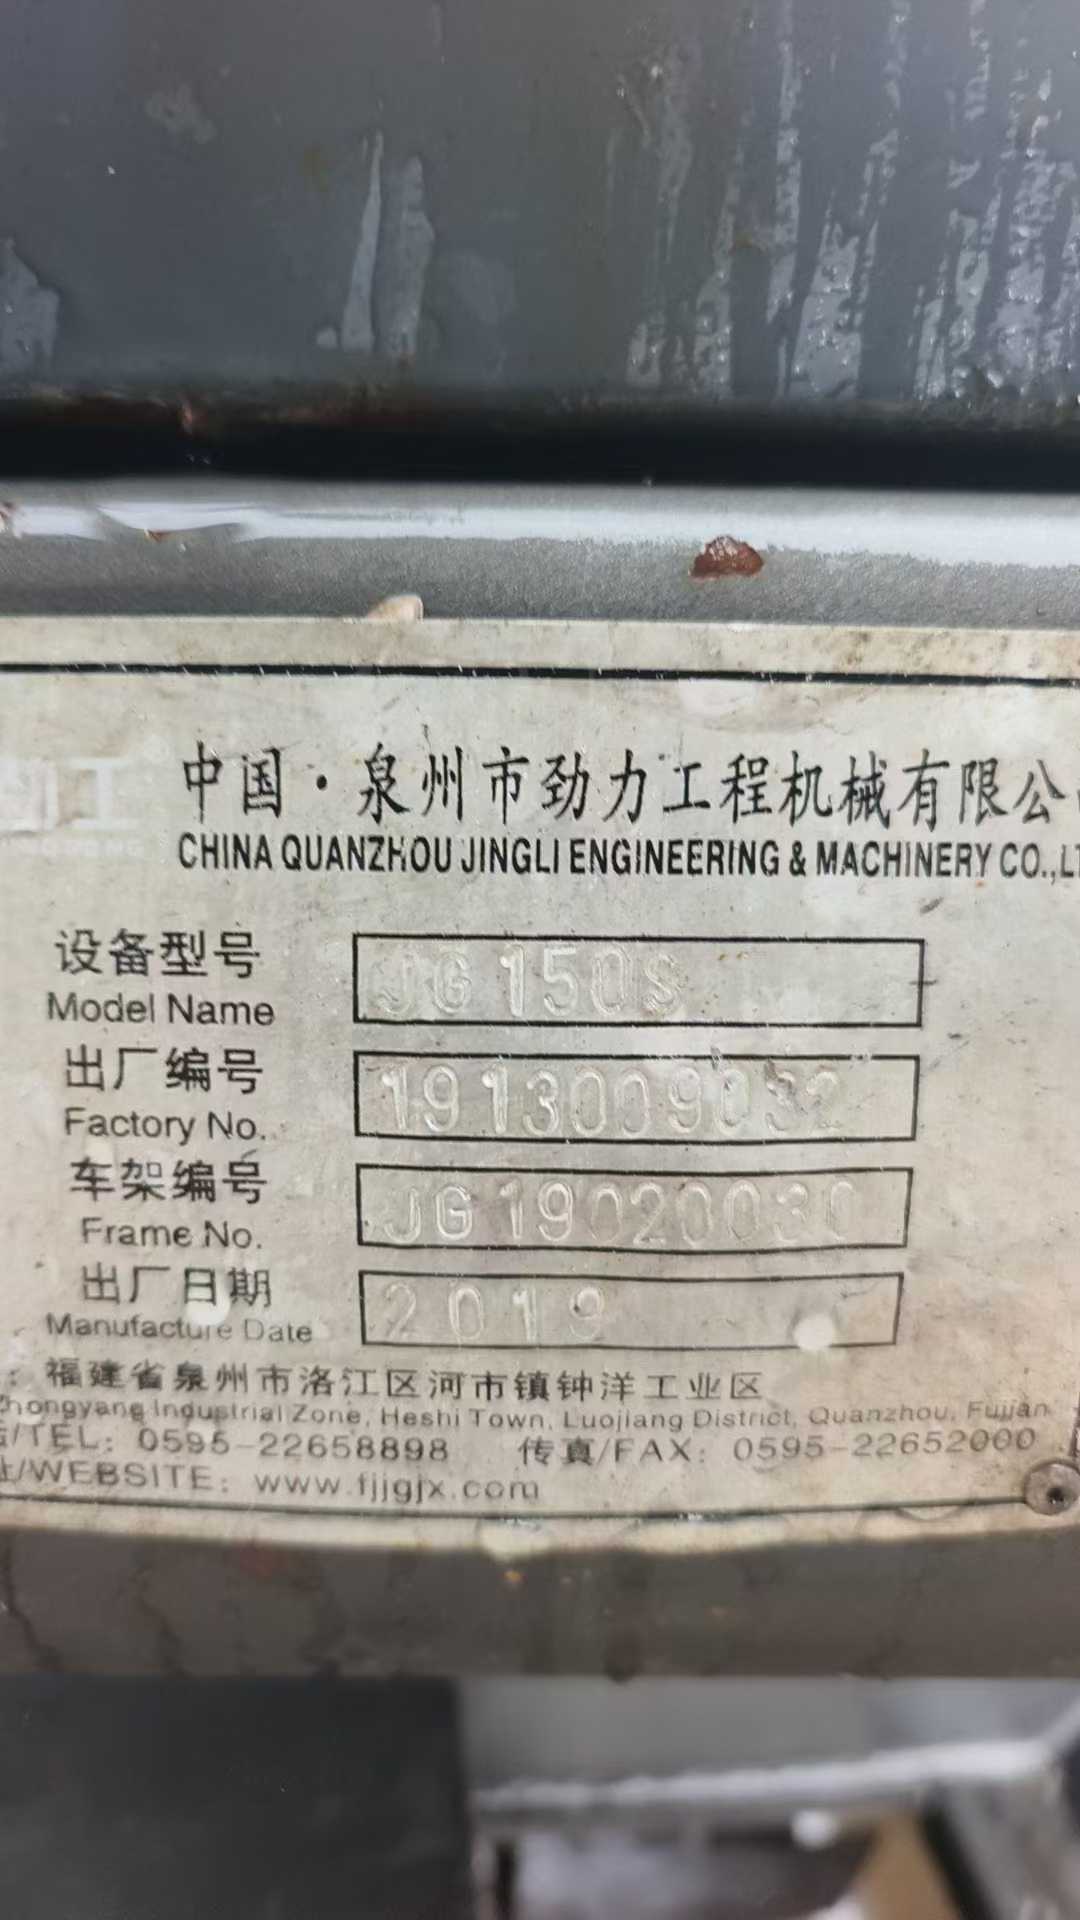 中国·泉州市劲力工程机械有限公
CHINA QUANZHOU JINGLI ENGINEERING & MACHINERY CO.,LT
设备型号 JG150S
Model Name
出厂编号 1913009032
Factory No.
车架编号 JG19020030
Frame No.
出厂日期 2019
Manufacture Date
：福建省泉州市洛江区河市镇钟洋工业区
Zhongyang Industrial Zone, Heshi Town, Luojiang District, Quanzhou, Fujian
/TEL：0595-22658898 传真/FAX：0595-22652000
/WEBSITE：www.fjjgjx.com